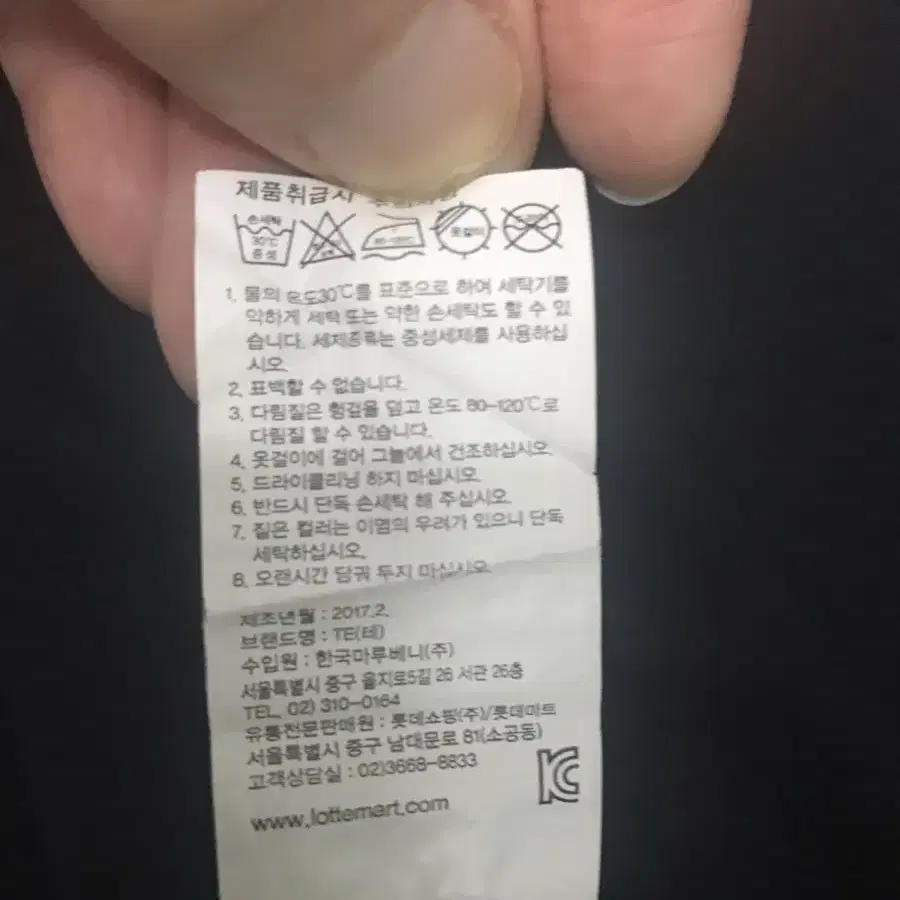 제품취급시
손세탁
30℃
중성
80-120℃
옷걸이
드라이
1. 물의 온도30℃를 표준으로 하여 세탁기를
약하게 세탁 또는 약한 손세탁도 할 수 있
습니다. 세제종류는 중성세제를 사용하십
시오.
2. 표백할 수 없습니다.
3. 다림질은 헝겊을 덮고 온도 80-120℃로
다림질 할 수 있습니다.
4. 옷걸이에 걸어 그늘에서 건조하십시오.
5. 드라이클리닝 하지 마십시오.
6. 반드시 단독 손세탁 해 주십시오.
7. 짙은 컬러는 이염의 우려가 있으니 단독
세탁하십시오.
8. 오랜시간 담궈 두지 마십시오.
제조년월 : 2017.2.
브랜드명 : TE(테)
수입원 : 한국마루베니(주)
서울특별시 중구 을지로5길 26 서관 26층
TEL. 02) 310-0164
유통전문판매원 : 롯데쇼핑(주)/롯데마트
서울특별시 중구 남대문로 81(소공동)
고객상담실 : 02)3668-8833
www.lottemart.com